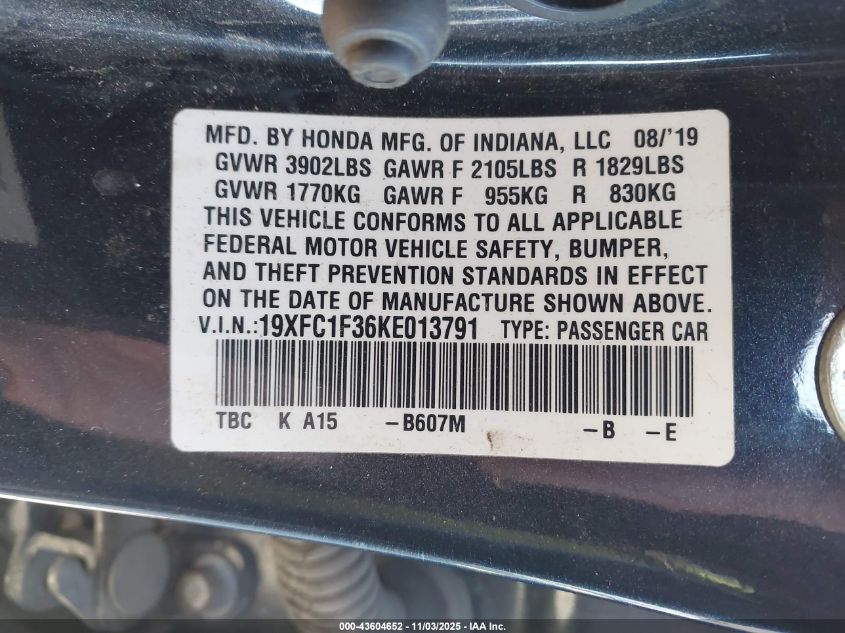 MFD. BY HONDA MFG. OF INDIANA, LLC 08/'19
GVWR 3902LBS GAWR F 2105LBS R 1829LBS
GVWR 1770KG GAWR F 955KG R 830KG
THIS VEHICLE CONFORMS TO ALL APPLICABLE
FEDERAL MOTOR VEHICLE SAFETY, BUMPER,
AND THEFT PREVENTION STANDARDS IN EFFECT
ON THE DATE OF MANUFACTURE SHOWN ABOVE.
V.I.N.:19XFC1F36KE013791 TYPE: PASSENGER CAR
TBC K A15 -B607M -B -E
000-43604652 - 11/03/2025 - IAA Inc.